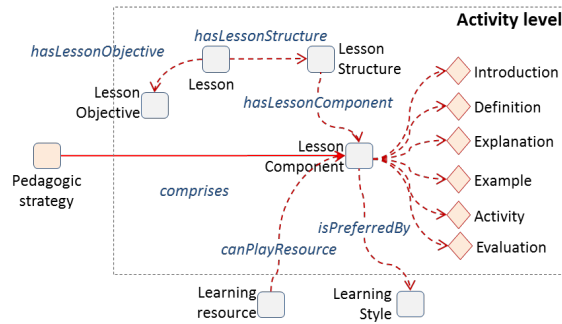 Activity level
hasLessonStructure
hasLessonObjective
Lesson
Structure
Lesson
Introduction
Lesson
Objective
hasLessonComponent
Definition
Lesson
Component
Explanation
Pedagogic
strategy
comprises
Example
isPreferredBy
Activity
canPlayResource
Evaluation
Learning
resource
Learning
Style